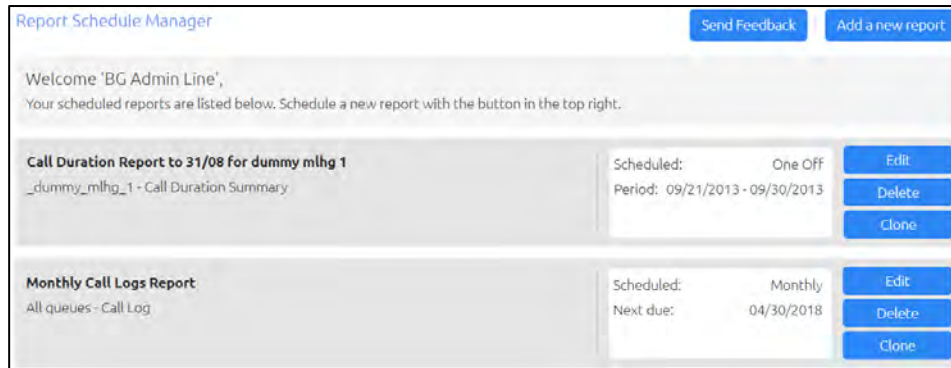 Report Schedule Manager
Send Feedback
Add a new report
Welcome 'BG Admin Line',
Your scheduled reports are listed below. Schedule a new report with the button in the top right.
Call Duration Report to 31/08 for dummy mlhg 1
_dummy_mlhg_1 - Call Duration Summary
Scheduled: One Off
Period: 09/21/2013 - 09/30/2013
Edit
Delete
Clone
Monthly Call Logs Report
All queues - Call Log
Scheduled: Monthly
Next due: 04/30/2018
Edit
Delete
Clone